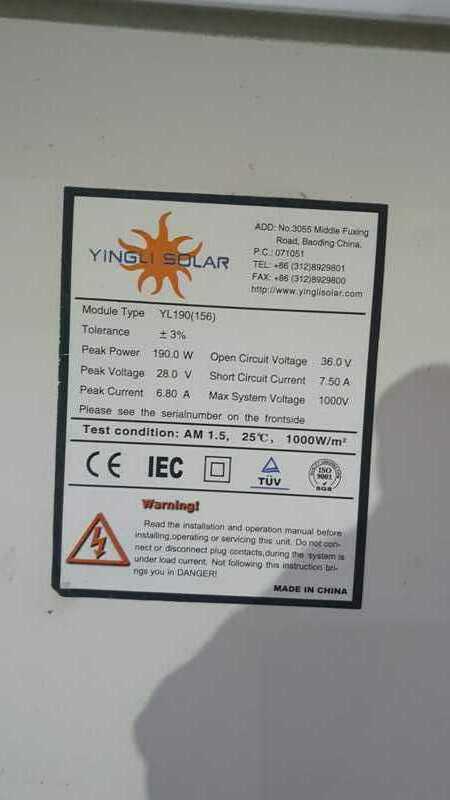 YINGLI SOLAR
ADD: No.3055 Middle Fuxing
Road, Baoding China.
P.C.: 071051
TEL: +86 (312)8929801
FAX: +86 (312)8929800
http://www.yinglisolar.com
Module Type YL190(156)
Tolerance ± 3%
Peak Power 190.0 W Open Circuit Voltage 36.0 V
Peak Voltage 28.0 V Short Circuit Current 7.50 A
Peak Current 6.80 A Max System Voltage 1000V
Please see the serialnumber on the frontside
Test condition: AM 1.5, 25℃, 1000W/m²
CE IEC TÜV ISO 9001 SGS
Warning!
Read the installation and operation manual before
installing,operating or servicing this unit. Do not con-
nect or disconnect plug contacts,during the system is
under load current. Not following this instruction bri-
ngs you in DANGER!
MADE IN CHINA